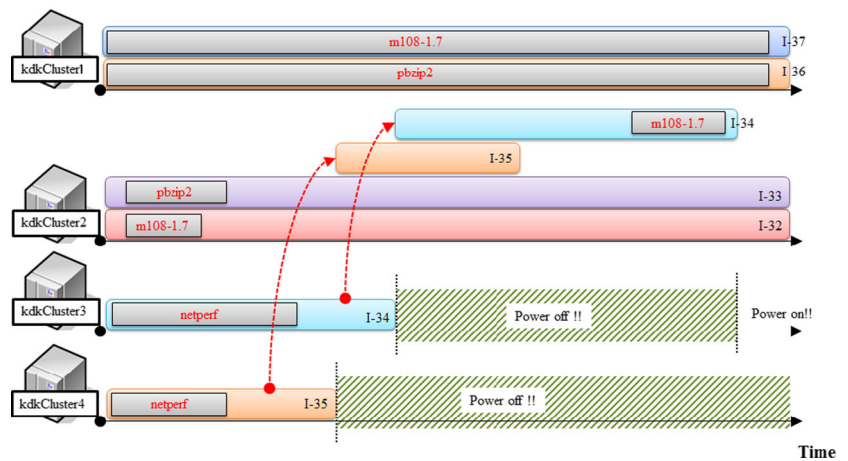 m108-1.7
I-37
kdkCluster1
pbzip2
I 36
m108-1.7
I-34
I-35
pbzip2
I-33
kdkCluster2
m108-1.7
I-32
kdkCluster3
netperf
I-34
Power off !!
Power on!!
kdkCluster4
netperf
I-35
Power off !!
Time